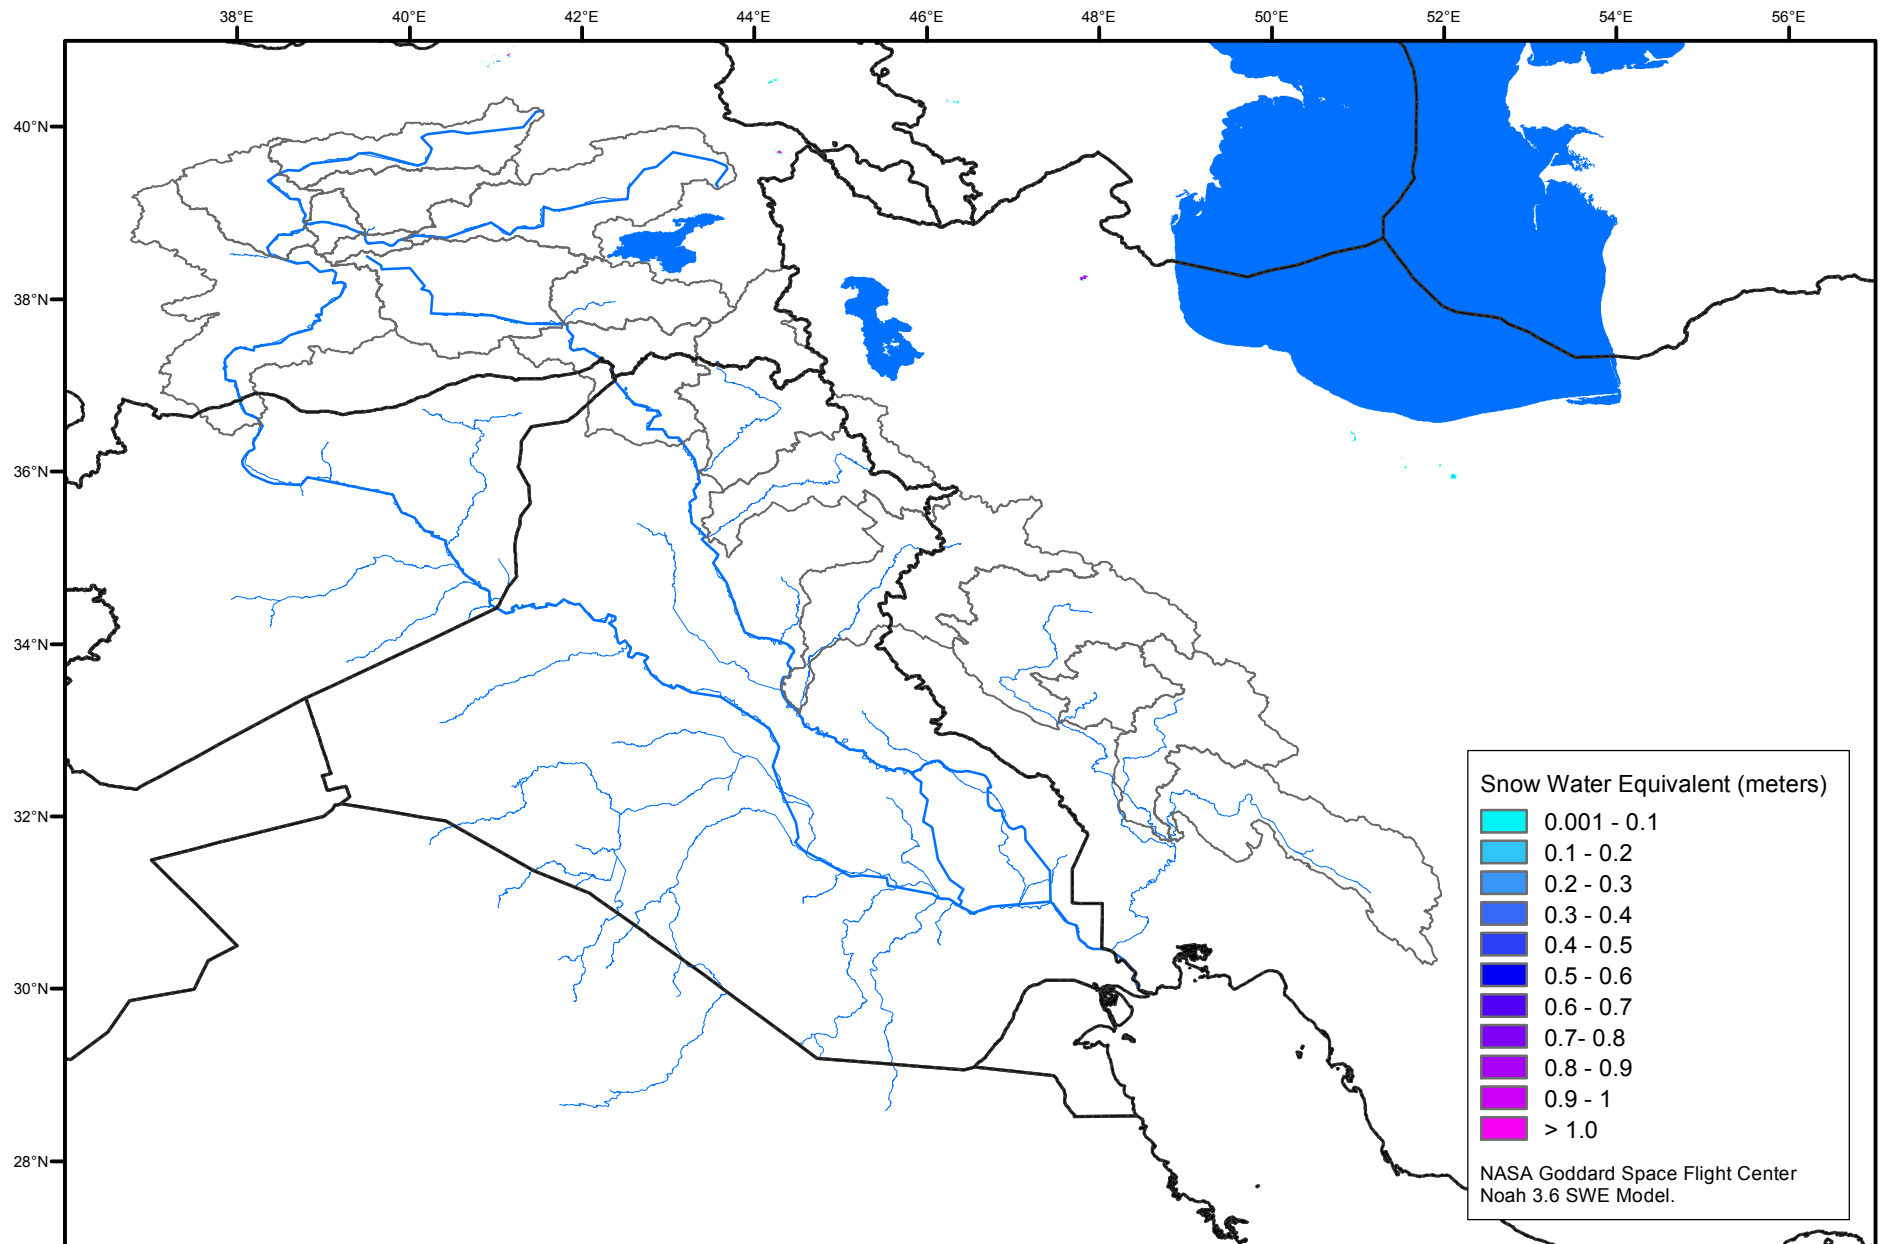 38°E 40°E 42°E 44°E 46°E 48°E 50°E 52°E 54°E 56°E
40°N
38°N
36°N
34°N
32°N
30°N
28°N
Snow Water Equivalent (meters)
0.001 - 0.1
0.1 - 0.2
0.2 - 0.3
0.3 - 0.4
0.4 - 0.5
0.5 - 0.6
0.6 - 0.7
0.7- 0.8
0.8 - 0.9
0.9 - 1
> 1.0
NASA Goddard Space Flight Center
Noah 3.6 SWE Model.